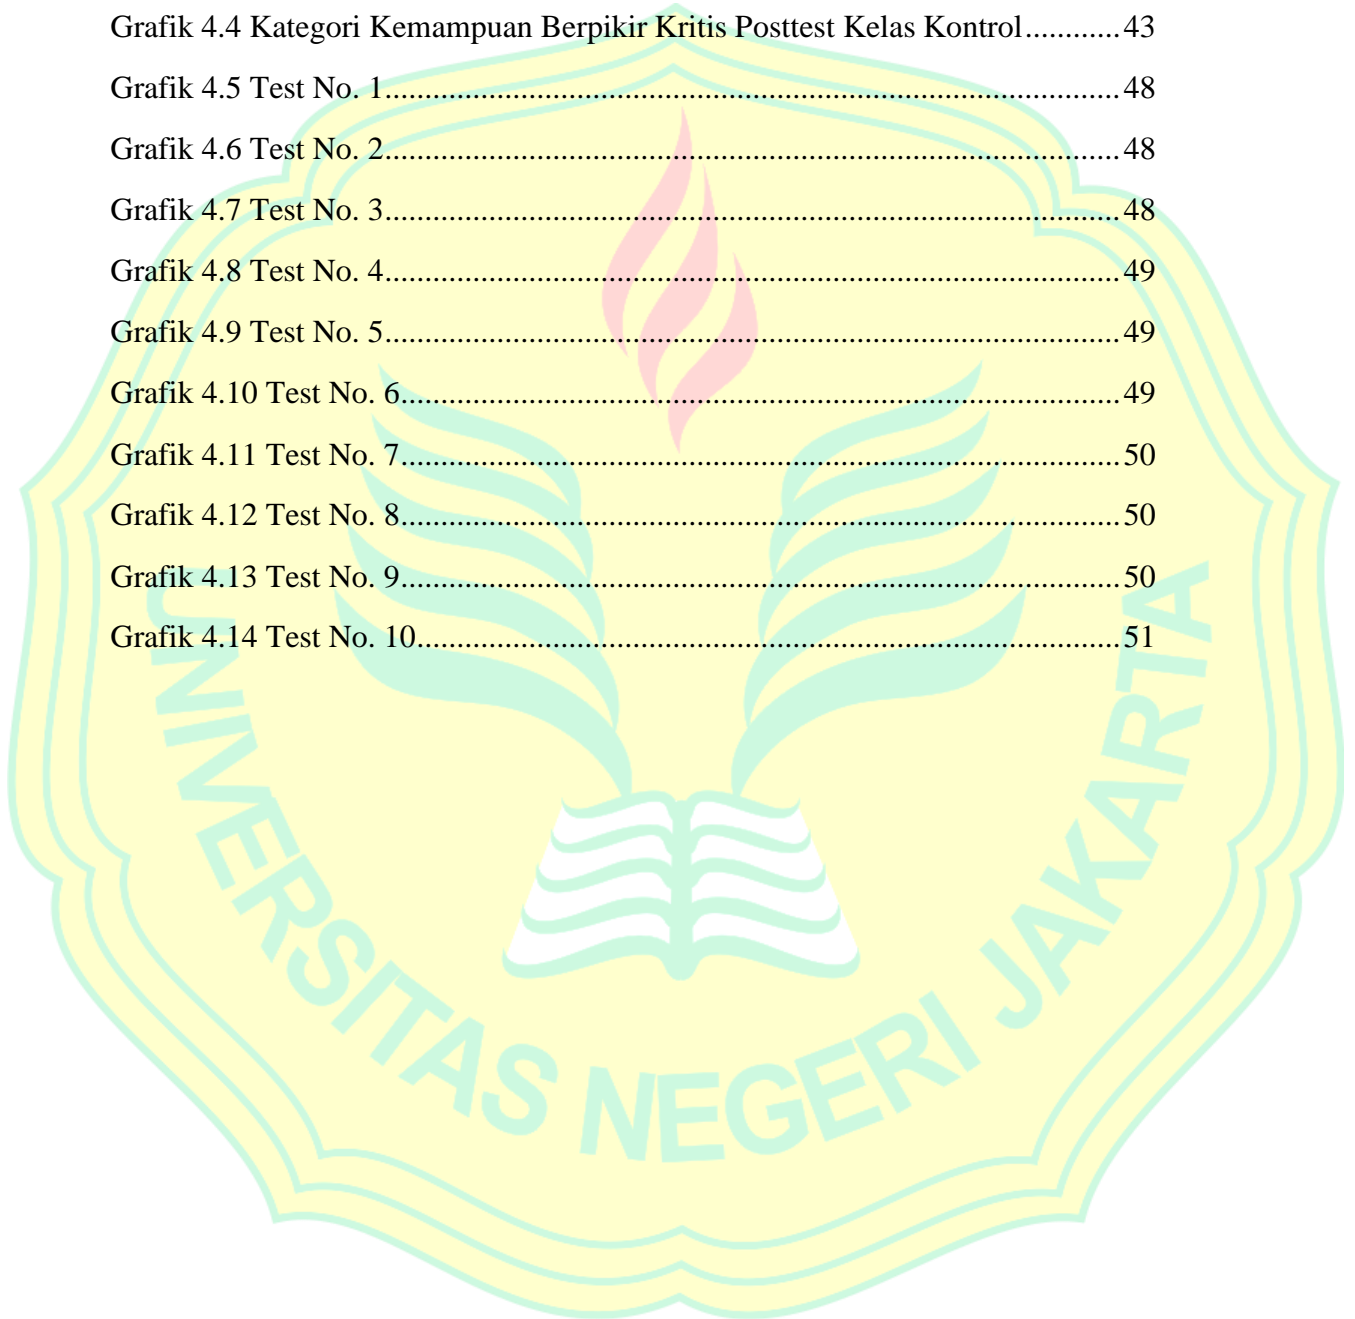 Grafik 4.4 Kategori Kemampuan Berpikir Kritis Posttest Kelas Kontrol............43
Grafik 4.5 Test No. 1............................................................................................48
Grafik 4.6 Test No. 2............................................................................................48
Grafik 4.7 Test No. 3............................................................................................48
Grafik 4.8 Test No. 4............................................................................................49
Grafik 4.9 Test No. 5............................................................................................49
Grafik 4.10 Test No. 6..........................................................................................49
Grafik 4.11 Test No. 7..........................................................................................50
Grafik 4.12 Test No. 8..........................................................................................50
Grafik 4.13 Test No. 9..........................................................................................50
Grafik 4.14 Test No. 10........................................................................................51
UNIVERSITAS NEGERI JAKARTA